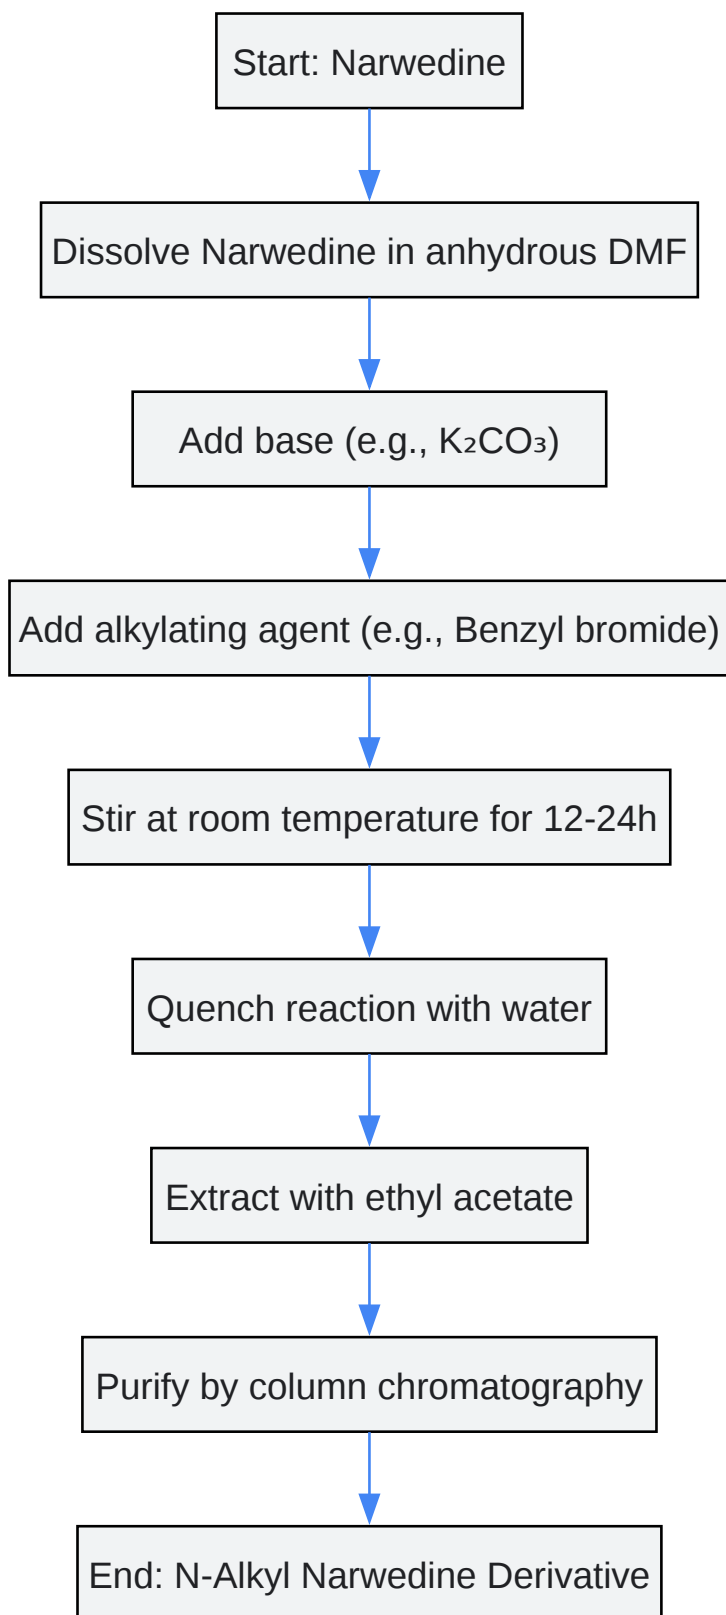 Start: Narwedine
Dissolve Narwedine in anhydrous DMF
Add base (e.g., K₂CO₃)
Add alkylating agent (e.g., Benzyl bromide)
Stir at room temperature for 12-24h
Quench reaction with water
Extract with ethyl acetate
Purify by column chromatography
End: N-Alkyl Narwedine Derivative